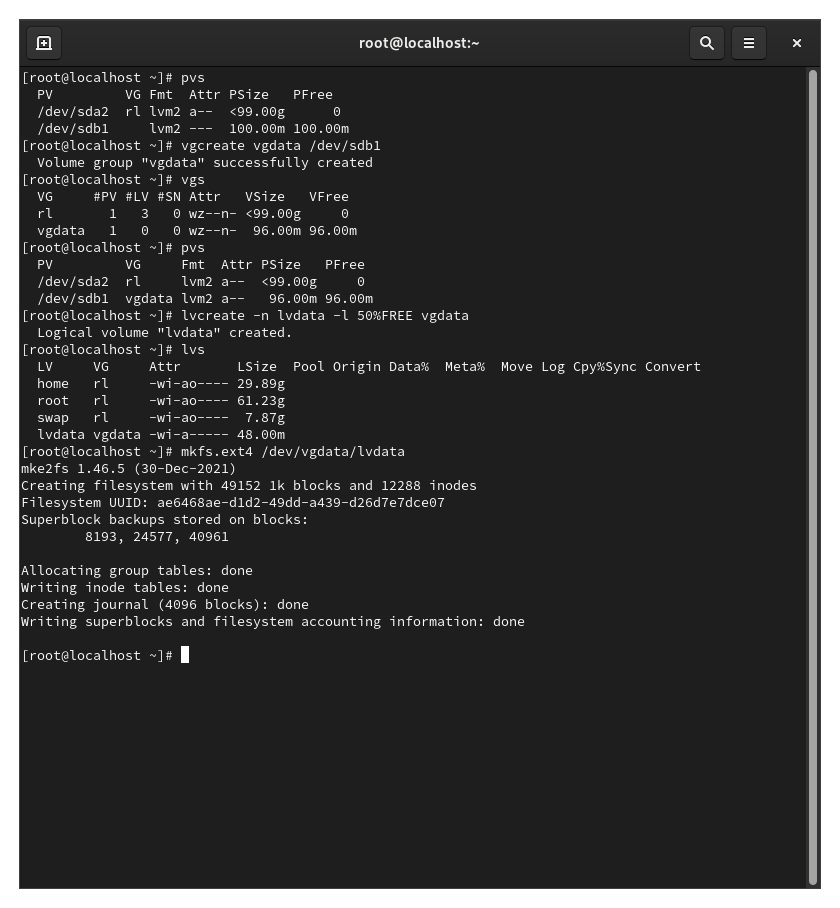 root@localhost:~
[root@localhost ~]# pvs
  PV         VG Fmt  Attr PSize   PFree
  /dev/sda2  rl lvm2 a--  <99.00g      0
  /dev/sdb1     lvm2 ---  100.00m 100.00m
[root@localhost ~]# vgcreate vgdata /dev/sdb1
  Volume group "vgdata" successfully created
[root@localhost ~]# vgs
  VG     #PV #LV #SN Attr   VSize   VFree
  rl       1   3   0 wz--n- <99.00g     0
  vgdata   1   0   0 wz--n-  96.00m 96.00m
[root@localhost ~]# pvs
  PV         VG     Fmt  Attr PSize   PFree
  /dev/sda2  rl     lvm2 a--  <99.00g     0
  /dev/sdb1  vgdata lvm2 a--   96.00m 96.00m
[root@localhost ~]# lvcreate -n lvdata -l 50%FREE vgdata
  Logical volume "lvdata" created.
[root@localhost ~]# lvs
  LV     VG     Attr       LSize  Pool Origin Data%  Meta%  Move Log Cpy%Sync Convert
  home   rl     -wi-ao---- 29.89g
  root   rl     -wi-ao---- 61.23g
  swap   rl     -wi-ao----  7.87g
  lvdata vgdata -wi-a----- 48.00m
[root@localhost ~]# mkfs.ext4 /dev/vgdata/lvdata
mke2fs 1.46.5 (30-Dec-2021)
Creating filesystem with 49152 1k blocks and 12288 inodes
Filesystem UUID: ae6468ae-d1d2-49dd-a439-d26d7e7dce07
Superblock backups stored on blocks:
        8193, 24577, 40961
Allocating group tables: done
Writing inode tables: done
Creating journal (4096 blocks): done
Writing superblocks and filesystem accounting information: done
[root@localhost ~]#